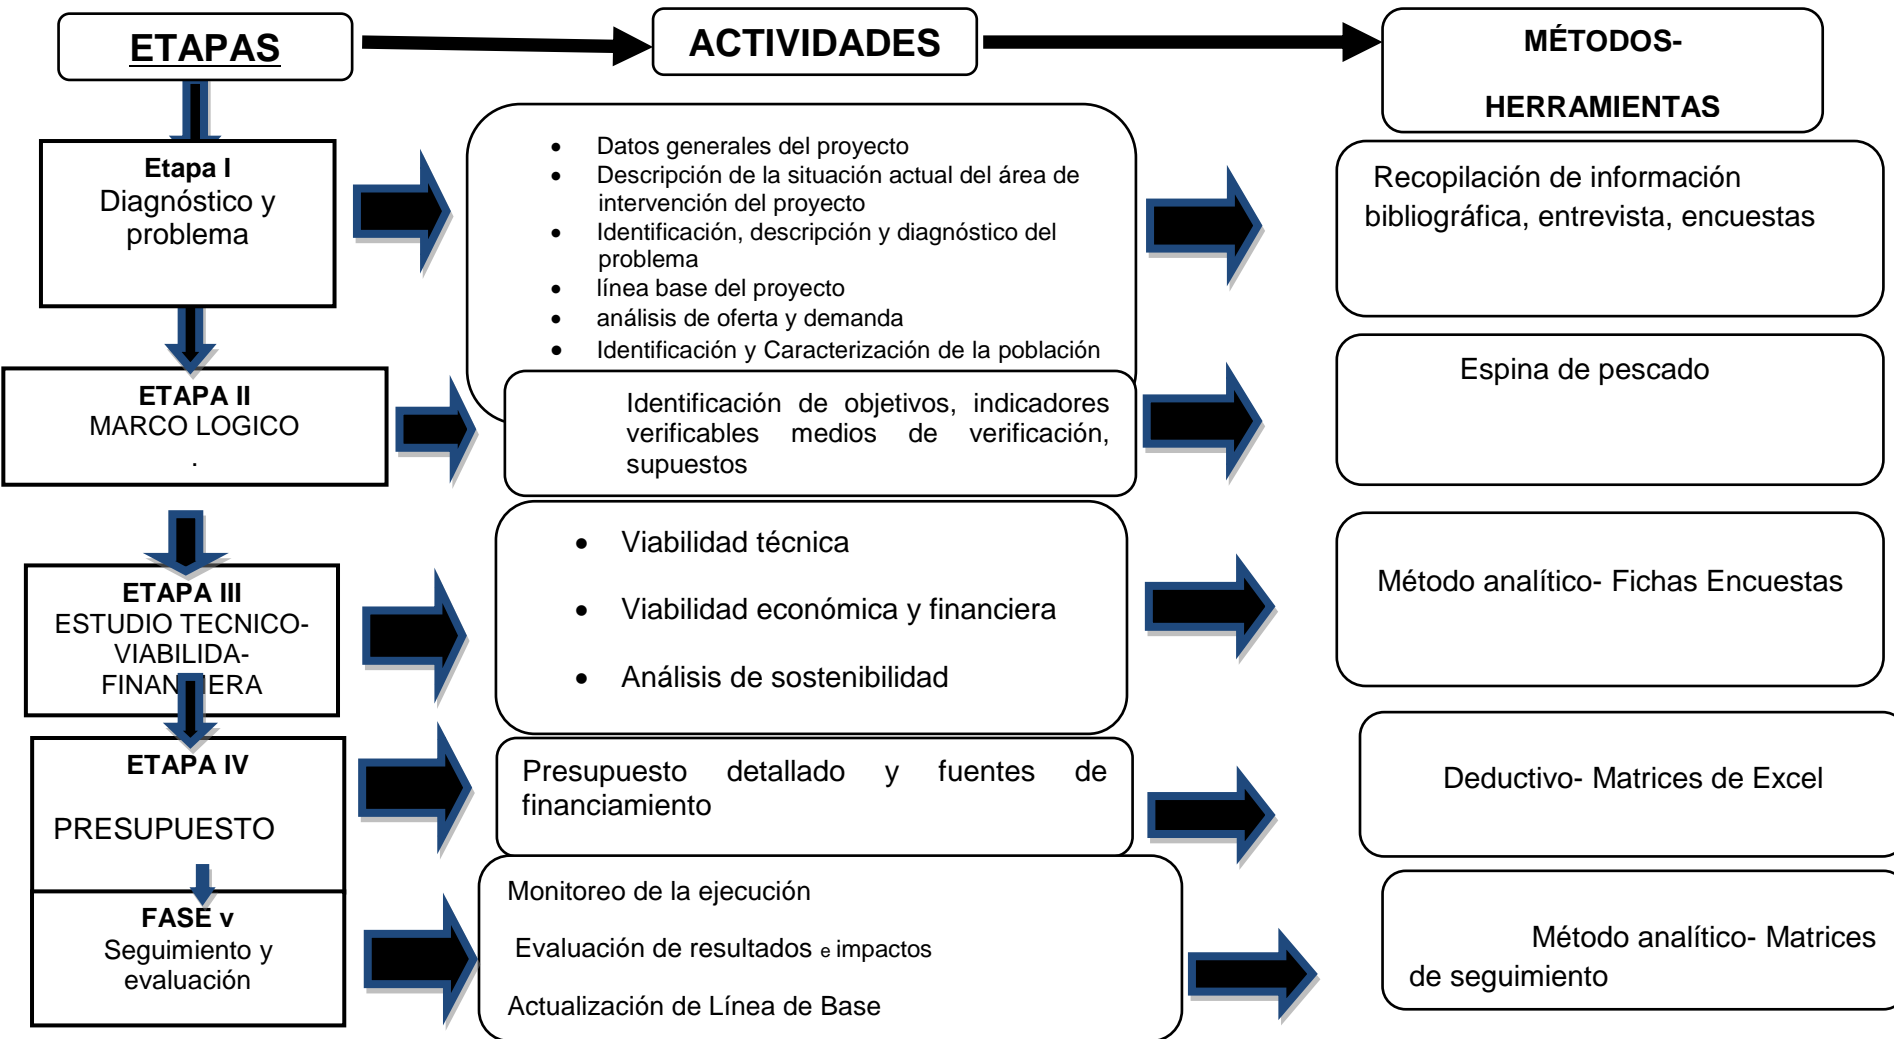 ETAPAS
ACTIVIDADES
MÉTODOS-
HERRAMIENTAS
Etapa I
Diagnóstico y
problema
• Datos generales del proyecto
• Descripción de la situación actual del área de
intervención del proyecto
• Identificación, descripción y diagnóstico del
problema
• línea base del proyecto
• análisis de oferta y demanda
• Identificación y Caracterización de la población
Recopilación de información
bibliográfica, entrevista, encuestas
ETAPA II
MARCO LOGICO
.
Identificación de objetivos, indicadores
verificables medios de verificación,
supuestos
Espina de pescado
ETAPA III
ESTUDIO TECNICO-
VIABILIDA-
• Viabilidad técnica
• Viabilidad económica y financiera
• Análisis de sostenibilidad
Método analítico- Fichas Encuestas
ETAPA IV
PRESUPUESTO
Presupuesto detallado y fuentes de
financiamiento
Deductivo- Matrices de Excel
FASE v
Seguimiento y
evaluación
Monitoreo de la ejecución
Evaluación de resultados e impactos
Actualización de Línea de Base
Método analítico- Matrices
de seguimiento